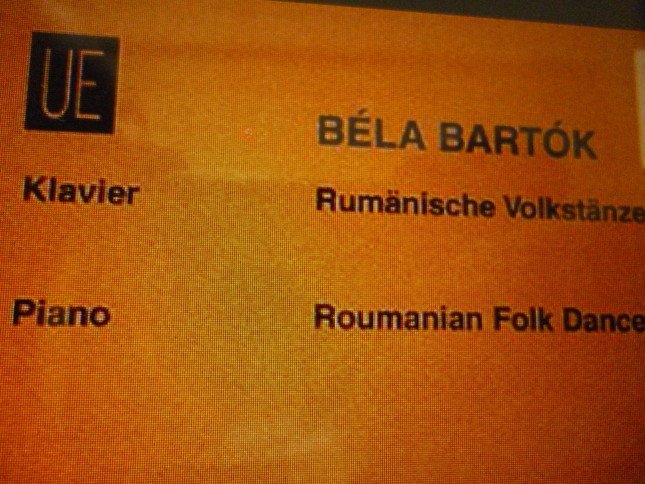 UE
BÉLA BARTÓK
Klavier Rumänische Volkstänze
Piano Roumanian Folk Dance